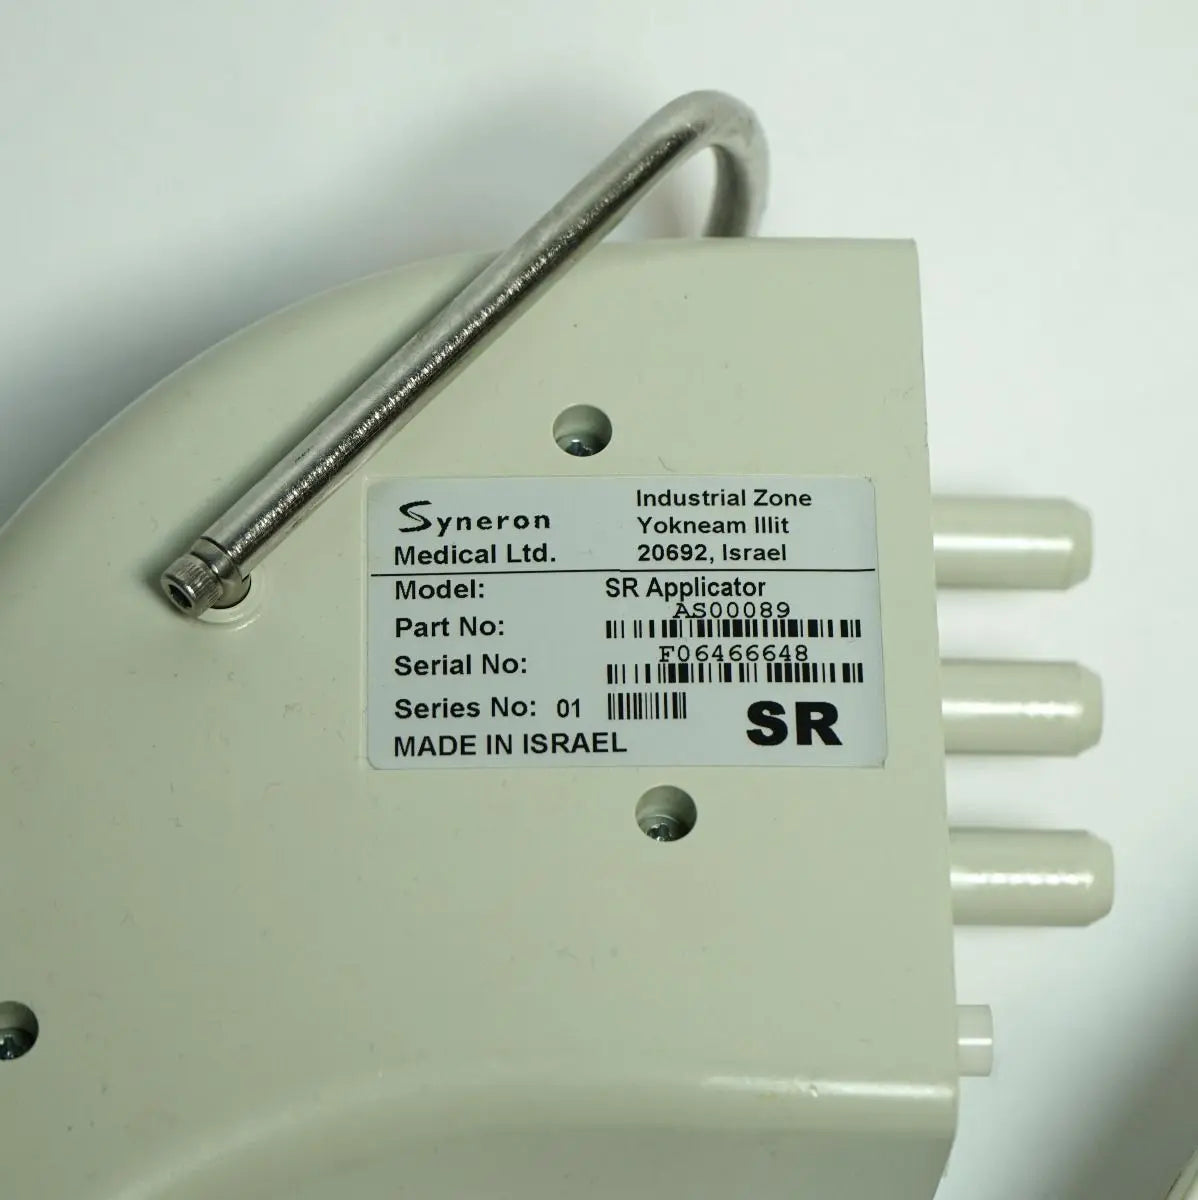 Syneron
Medical Ltd.
Industrial Zone
Yokneam Illit
20692, Israel
Model: SR Applicator
Part No: AS00089
Serial No: F06466648
Series No: 01
SR
MADE IN ISRAEL